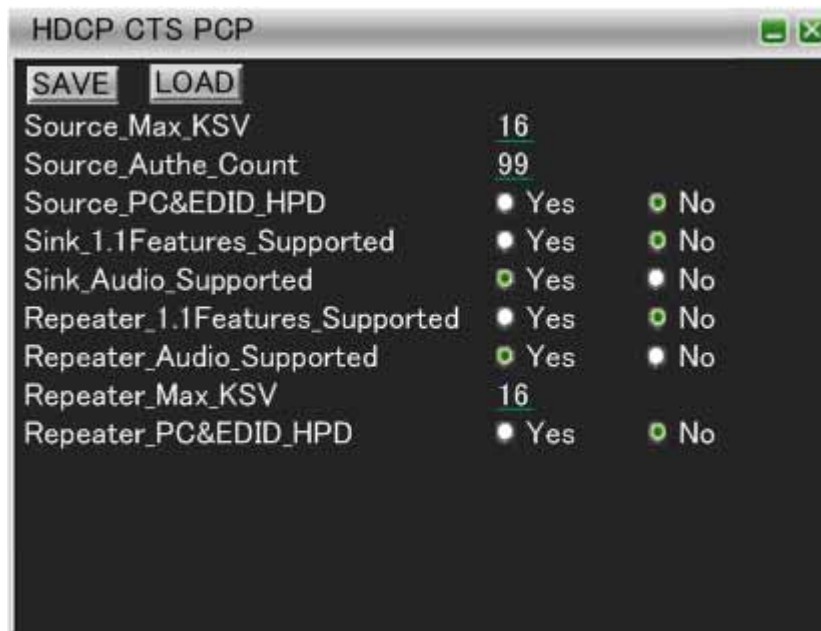 HDCP CTS PCP
SAVE LOAD
Source_Max_KSV 16
Source_Authe_Count 99
Source_PC&EDID_HPD Yes No
Sink_1.1Features_Supported Yes No
Sink_Audio_Supported Yes No
Repeater_1.1Features_Supported Yes No
Repeater_Audio_Supported Yes No
Repeater_Max_KSV 16
Repeater_PC&EDID_HPD Yes No